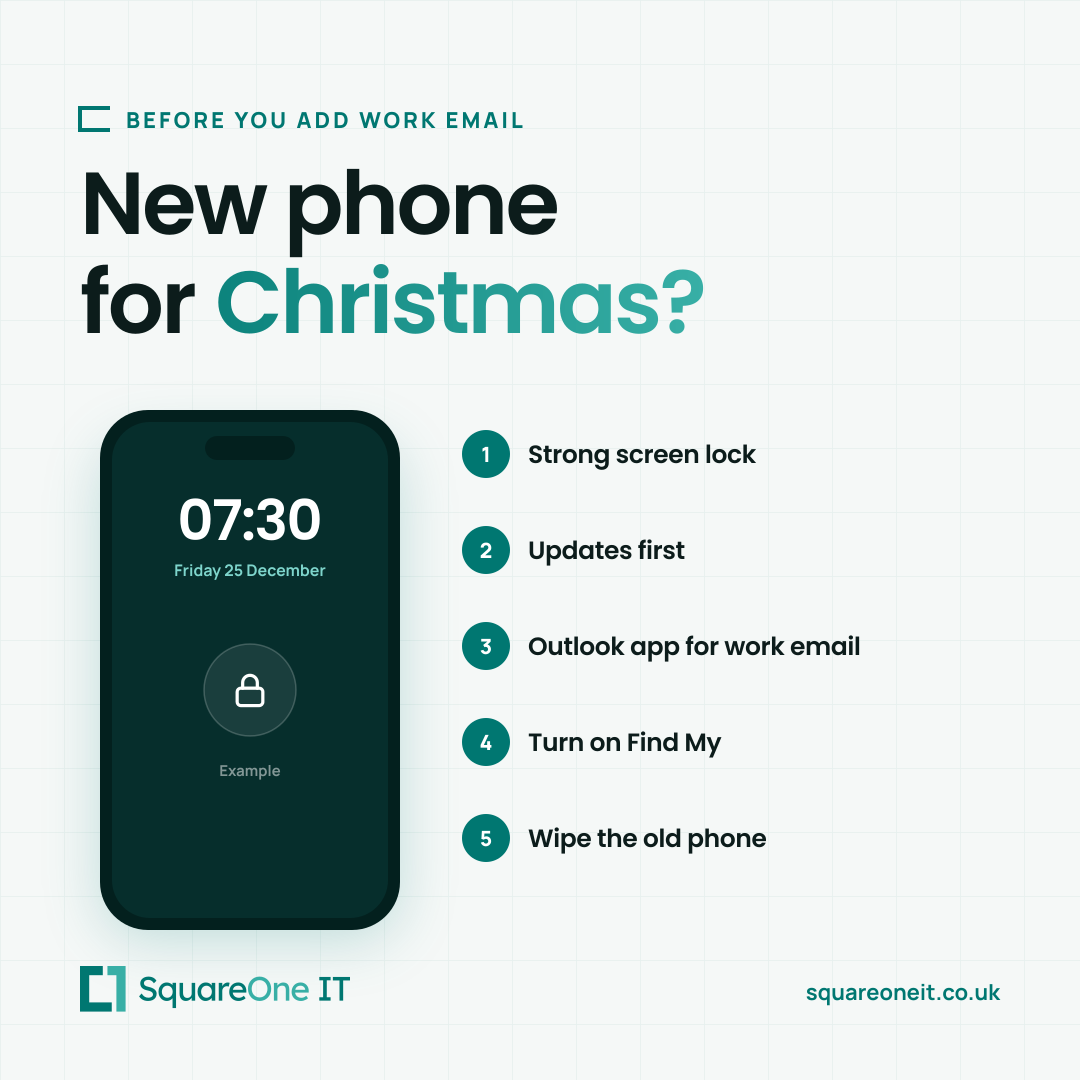 BEFORE YOU ADD WORK EMAIL
New phone
for Christmas?
07:30
Friday 25 December
Example
1 Strong screen lock
2 Updates first
3 Outlook app for work email
4 Turn on Find My
5 Wipe the old phone
SquareOne IT
squareoneit.co.uk